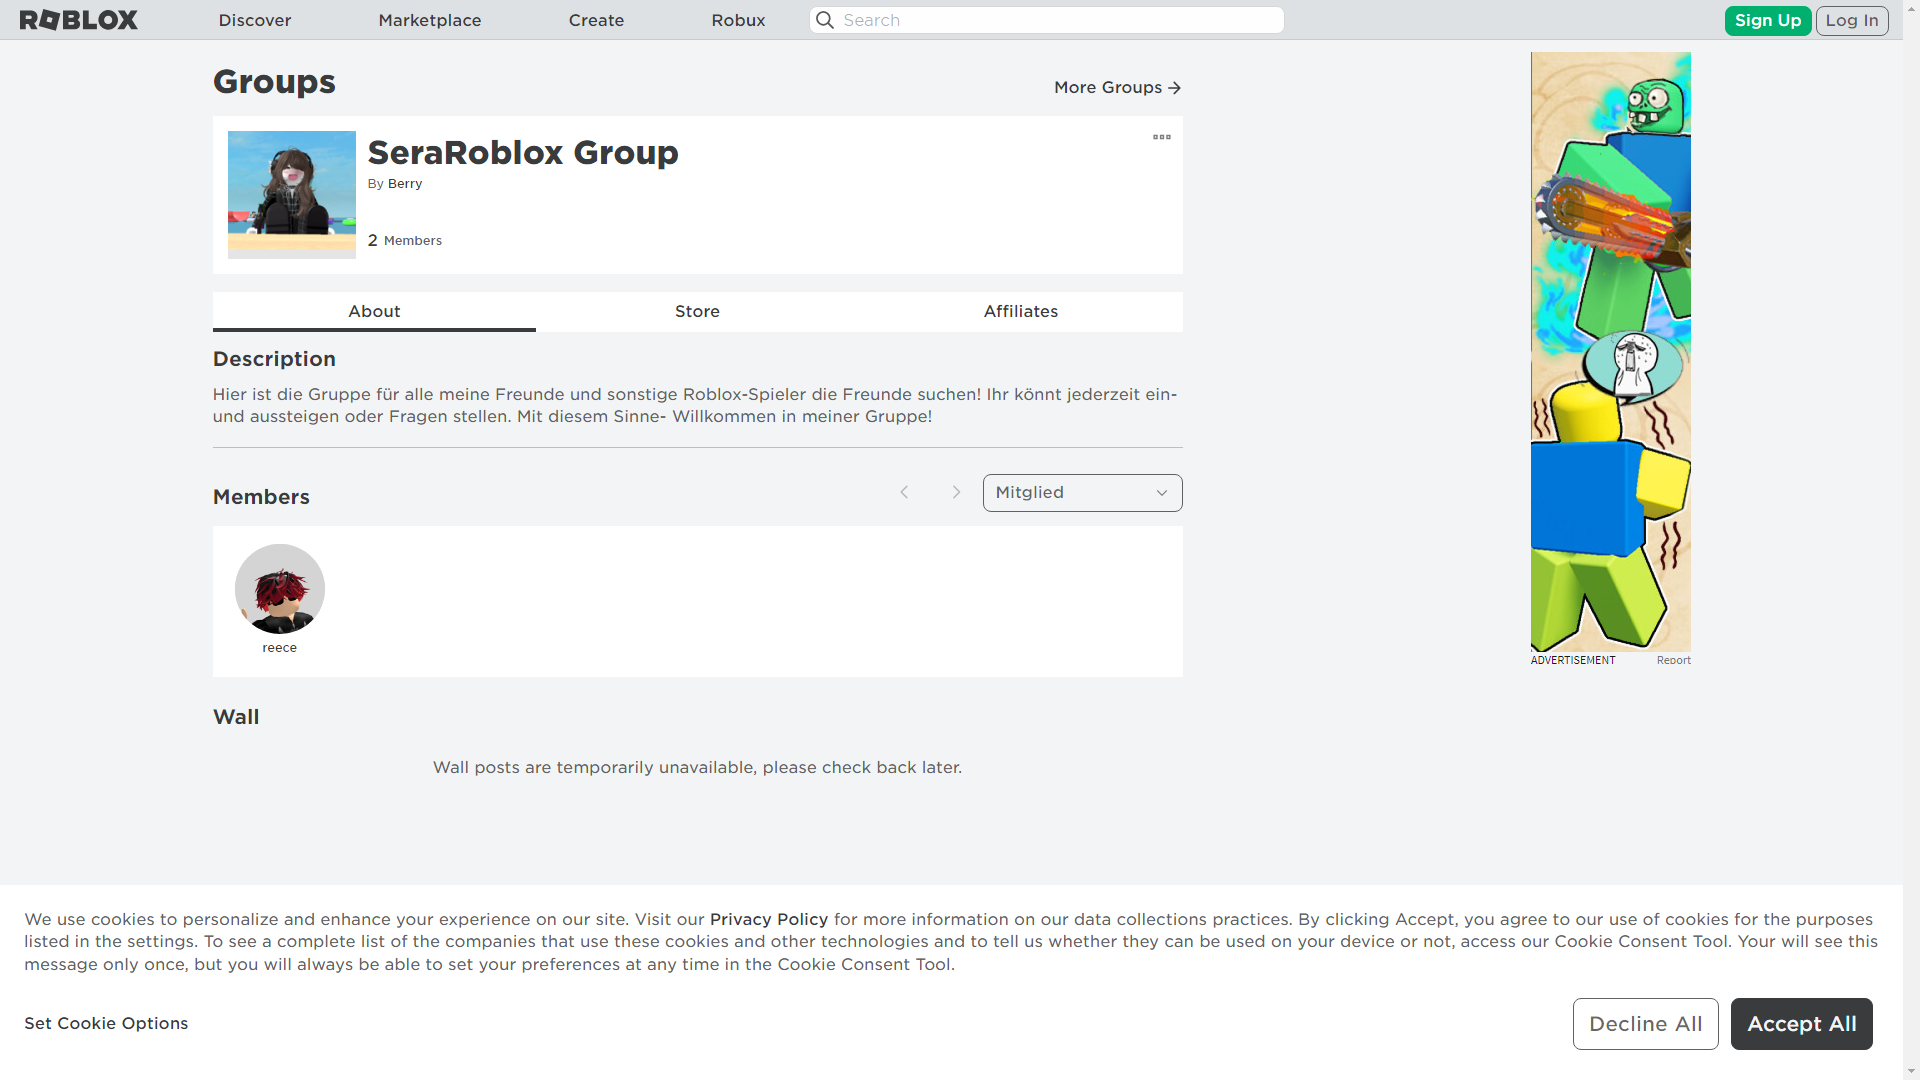 ROBLOX
Discover
Marketplace
Create
Robux
Search
Sign Up
Log In
Groups
More Groups
SeraRoblox Group
By Berry
2 Members
About
Store
Affiliates
Description
Hier ist die Gruppe für alle meine Freunde und sonstige Roblox-Spieler die Freunde suchen! Ihr könnt jederzeit ein-
und aussteigen oder Fragen stellen. Mit diesem Sinne- Willkommen in meiner Gruppe!
Members
Mitglied
reece
ADVERTISEMENT
Report
Wall
Wall posts are temporarily unavailable, please check back later.
We use cookies to personalize and enhance your experience on our site. Visit our Privacy Policy for more information on our data collections practices. By clicking Accept, you agree to our use of cookies for the purposes
listed in the settings. To see a complete list of the companies that use these cookies and other technologies and to tell us whether they can be used on your device or not, access our Cookie Consent Tool. Your will see this
message only once, but you will always be able to set your preferences at any time in the Cookie Consent Tool.
Set Cookie Options
Decline All
Accept All